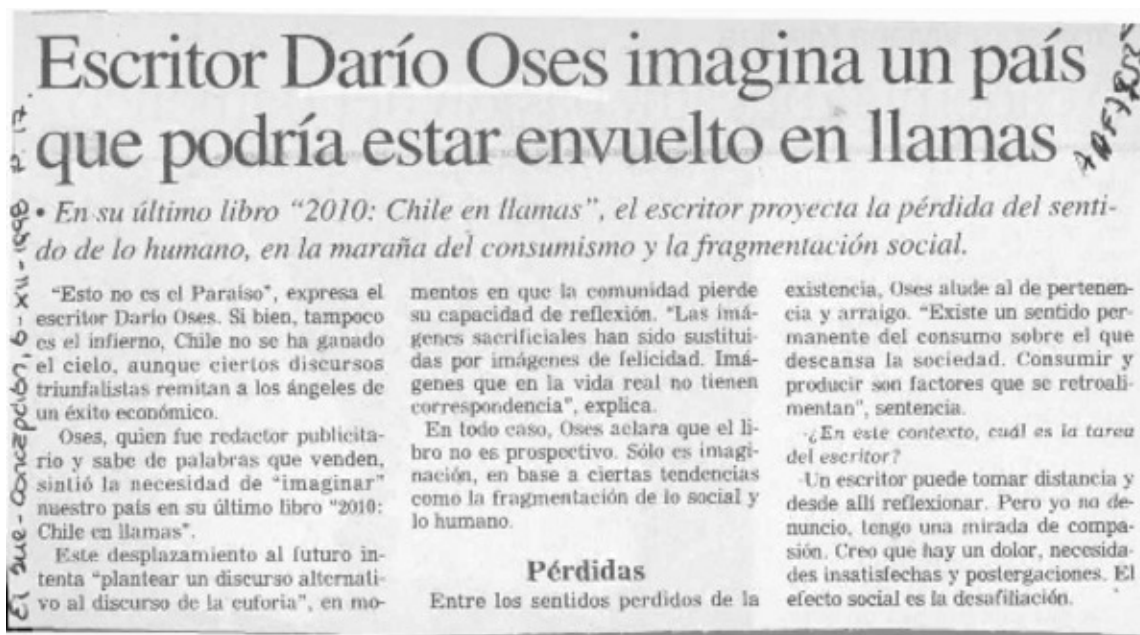 Escritor Darío Oses imagina un país
que podría estar envuelto en llamas
• En su último libro “2010: Chile en llamas”, el escritor proyecta la pérdida del senti-
do de lo humano, en la maraña del consumismo y la fragmentación social.
“Esto no es el Paraíso”, expresa el
escritor Darío Oses. Si bien, tampoco
es el infierno, Chile no se ha ganado
el cielo, aunque ciertos discursos
triunfalistas remitan a los ángeles de
un éxito económico.
Oses, quien fue redactor publicita-
rio y sabe de palabras que venden,
sintió la necesidad de “imaginar”
nuestro país en su último libro “2010:
Chile en llamas”.
Este desplazamiento al futuro in-
tenta “plantear un discurso alternati-
vo al discurso de la euforia”, en mo-
mentos en que la comunidad pierde
su capacidad de reflexión. “Las imá-
genes sacrificiales han sido sustitui-
das por imágenes de felicidad. Imá-
genes que en la vida real no tienen
correspondencia”, explica.
En todo caso, Oses aclara que el li-
bro no es prospectivo. Sólo es imagi-
nación, en base a ciertas tendencias
como la fragmentación de lo social y
lo humano.
Pérdidas
Entre los sentidos perdidos de la
existencia, Oses alude al de pertenen-
cia y arraigo. “Existe un sentido per-
manente del consumo sobre el que
descansa la sociedad. Consumir y
producir son factores que se retroali-
mentan”, sentencia.
-¿En este contexto, cuál es la tarea
del escritor?
-Un escritor puede tomar distancia y
desde allí reflexionar. Pero yo no de-
nuncio, tengo una mirada de compa-
sión. Creo que hay un dolor, necesida-
des insatisfechas y postergaciones. El
efecto social es la desafiliación.
El Sur - Concepción, 6-XII-1998 p. 17.